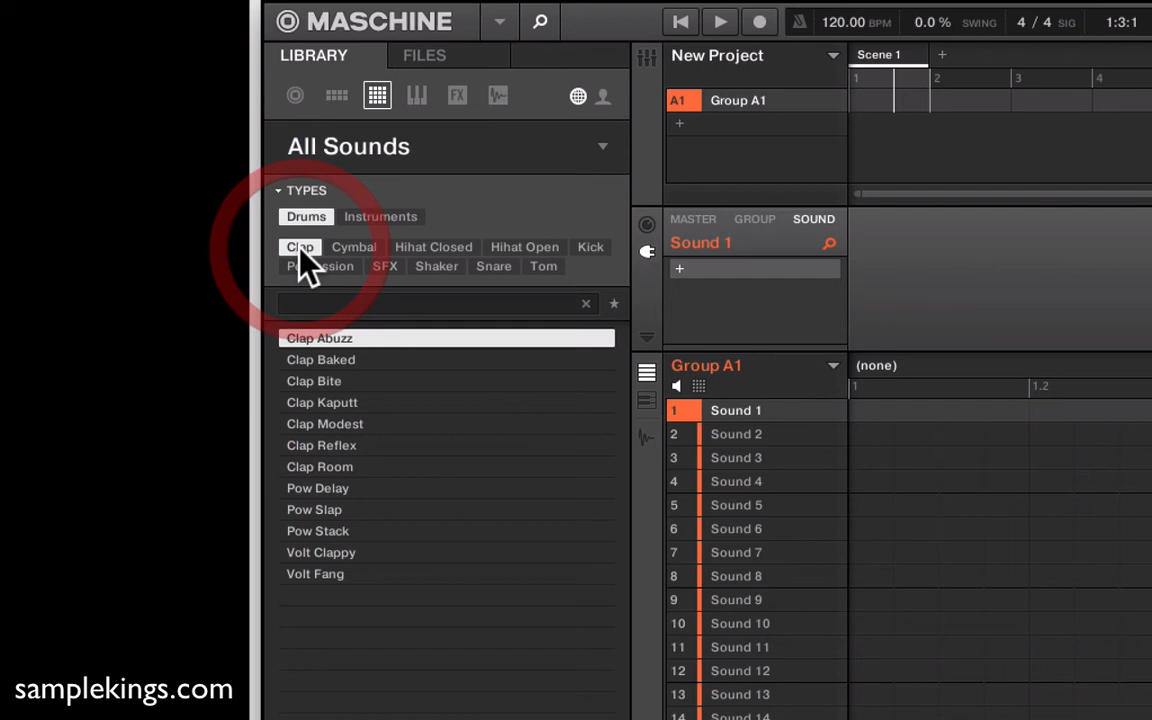 MASCHINE
120.00 BPM 0.0 % SWING 4 / 4 SIG 1:3:1
LIBRARY FILES
FX
All Sounds
TYPES
Drums Instruments
Clap Cymbal Hihat Closed Hihat Open Kick
Percussion SFX Shaker Snare Tom
Clap Abuzz
Clap Baked
Clap Bite
Clap Kaputt
Clap Modest
Clap Reflex
Clap Room
Pow Delay
Pow Slap
Pow Stack
Volt Clappy
Volt Fang
New Project
Scene 1 +
1 2 3 4
A1 Group A1
+
MASTER GROUP SOUND
Sound 1
+
Group A1 (none)
1 1.2
1 Sound 1
2 Sound 2
3 Sound 3
4 Sound 4
5 Sound 5
6 Sound 6
7 Sound 7
8 Sound 8
9 Sound 9
10 Sound 10
11 Sound 11
12 Sound 12
13 Sound 13
14 Sound 14
samplekings.com